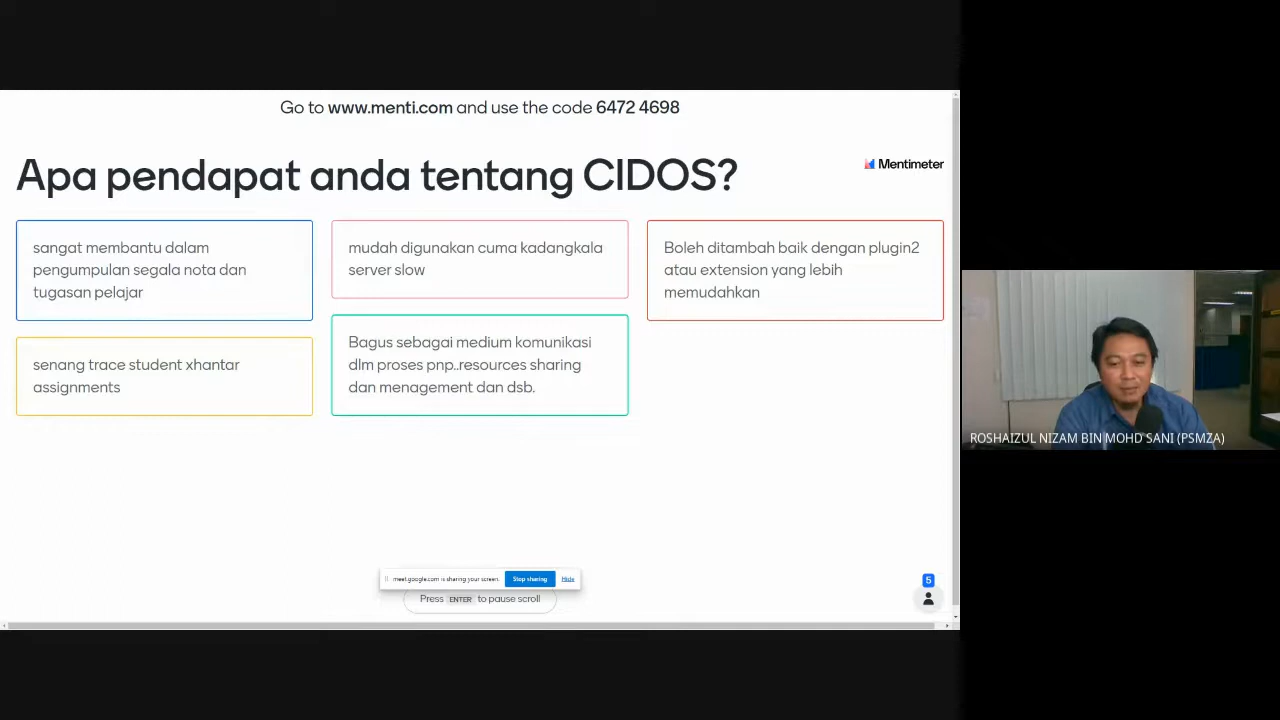 Go to www.menti.com and use the code 6472 4698
Apa pendapat anda tentang CIDOS?
Mentimeter
sangat membantu dalam
pengumpulan segala nota dan
tugasan pelajar
senang trace student xhantar
assignments
mudah digunakan cuma kadangkala
server slow
Bagus sebagai medium komunikasi
dlm proses pnp..resources sharing
dan menagement dan dsb.
Boleh ditambah baik dengan plugin2
atau extension yang lebih
memudahkan
meet.google.com is sharing your screen.
Stop sharing
Hide
Press ENTER to pause scroll
5
ROSHAIZUL NIZAM BIN MOHD SANI (PSMZA)